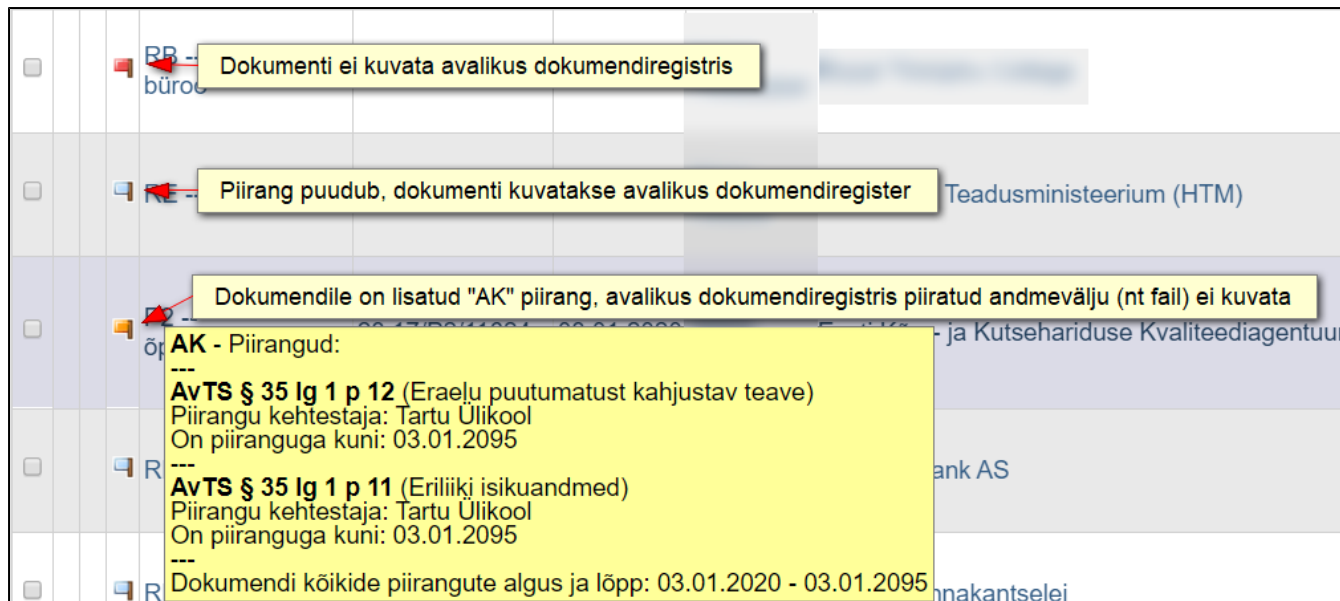 RB --
Dokumenti ei kuvata avalikus dokumendiregistris
büroo
Piirang puudub, dokumenti kuvatakse avalikus dokumendiregister
Teadusministeerium (HTM)
Dokumendile on lisatud "AK" piirang, avalikus dokumendiregistris piiratud andmevälju (nt fail) ei kuvata
- ja Kutsehariduse Kvaliteediagentuur
AK - Piirangud:
---
AvTS § 35 lg 1 p 12 (Eraelu puutumatust kahjustav teave)
Piirangu kehtestaja: Tartu Ülikool
On piiranguga kuni: 03.01.2095
---
R
ank AS
AvTS § 35 lg 1 p 11 (Eriliiki isikuandmed)
Piirangu kehtestaja: Tartu Ülikool
On piiranguga kuni: 03.01.2095
---
Dokumendi kõikide piirangute algus ja lõpp: 03.01.2020 - 03.01.2095
R
nnakantselei